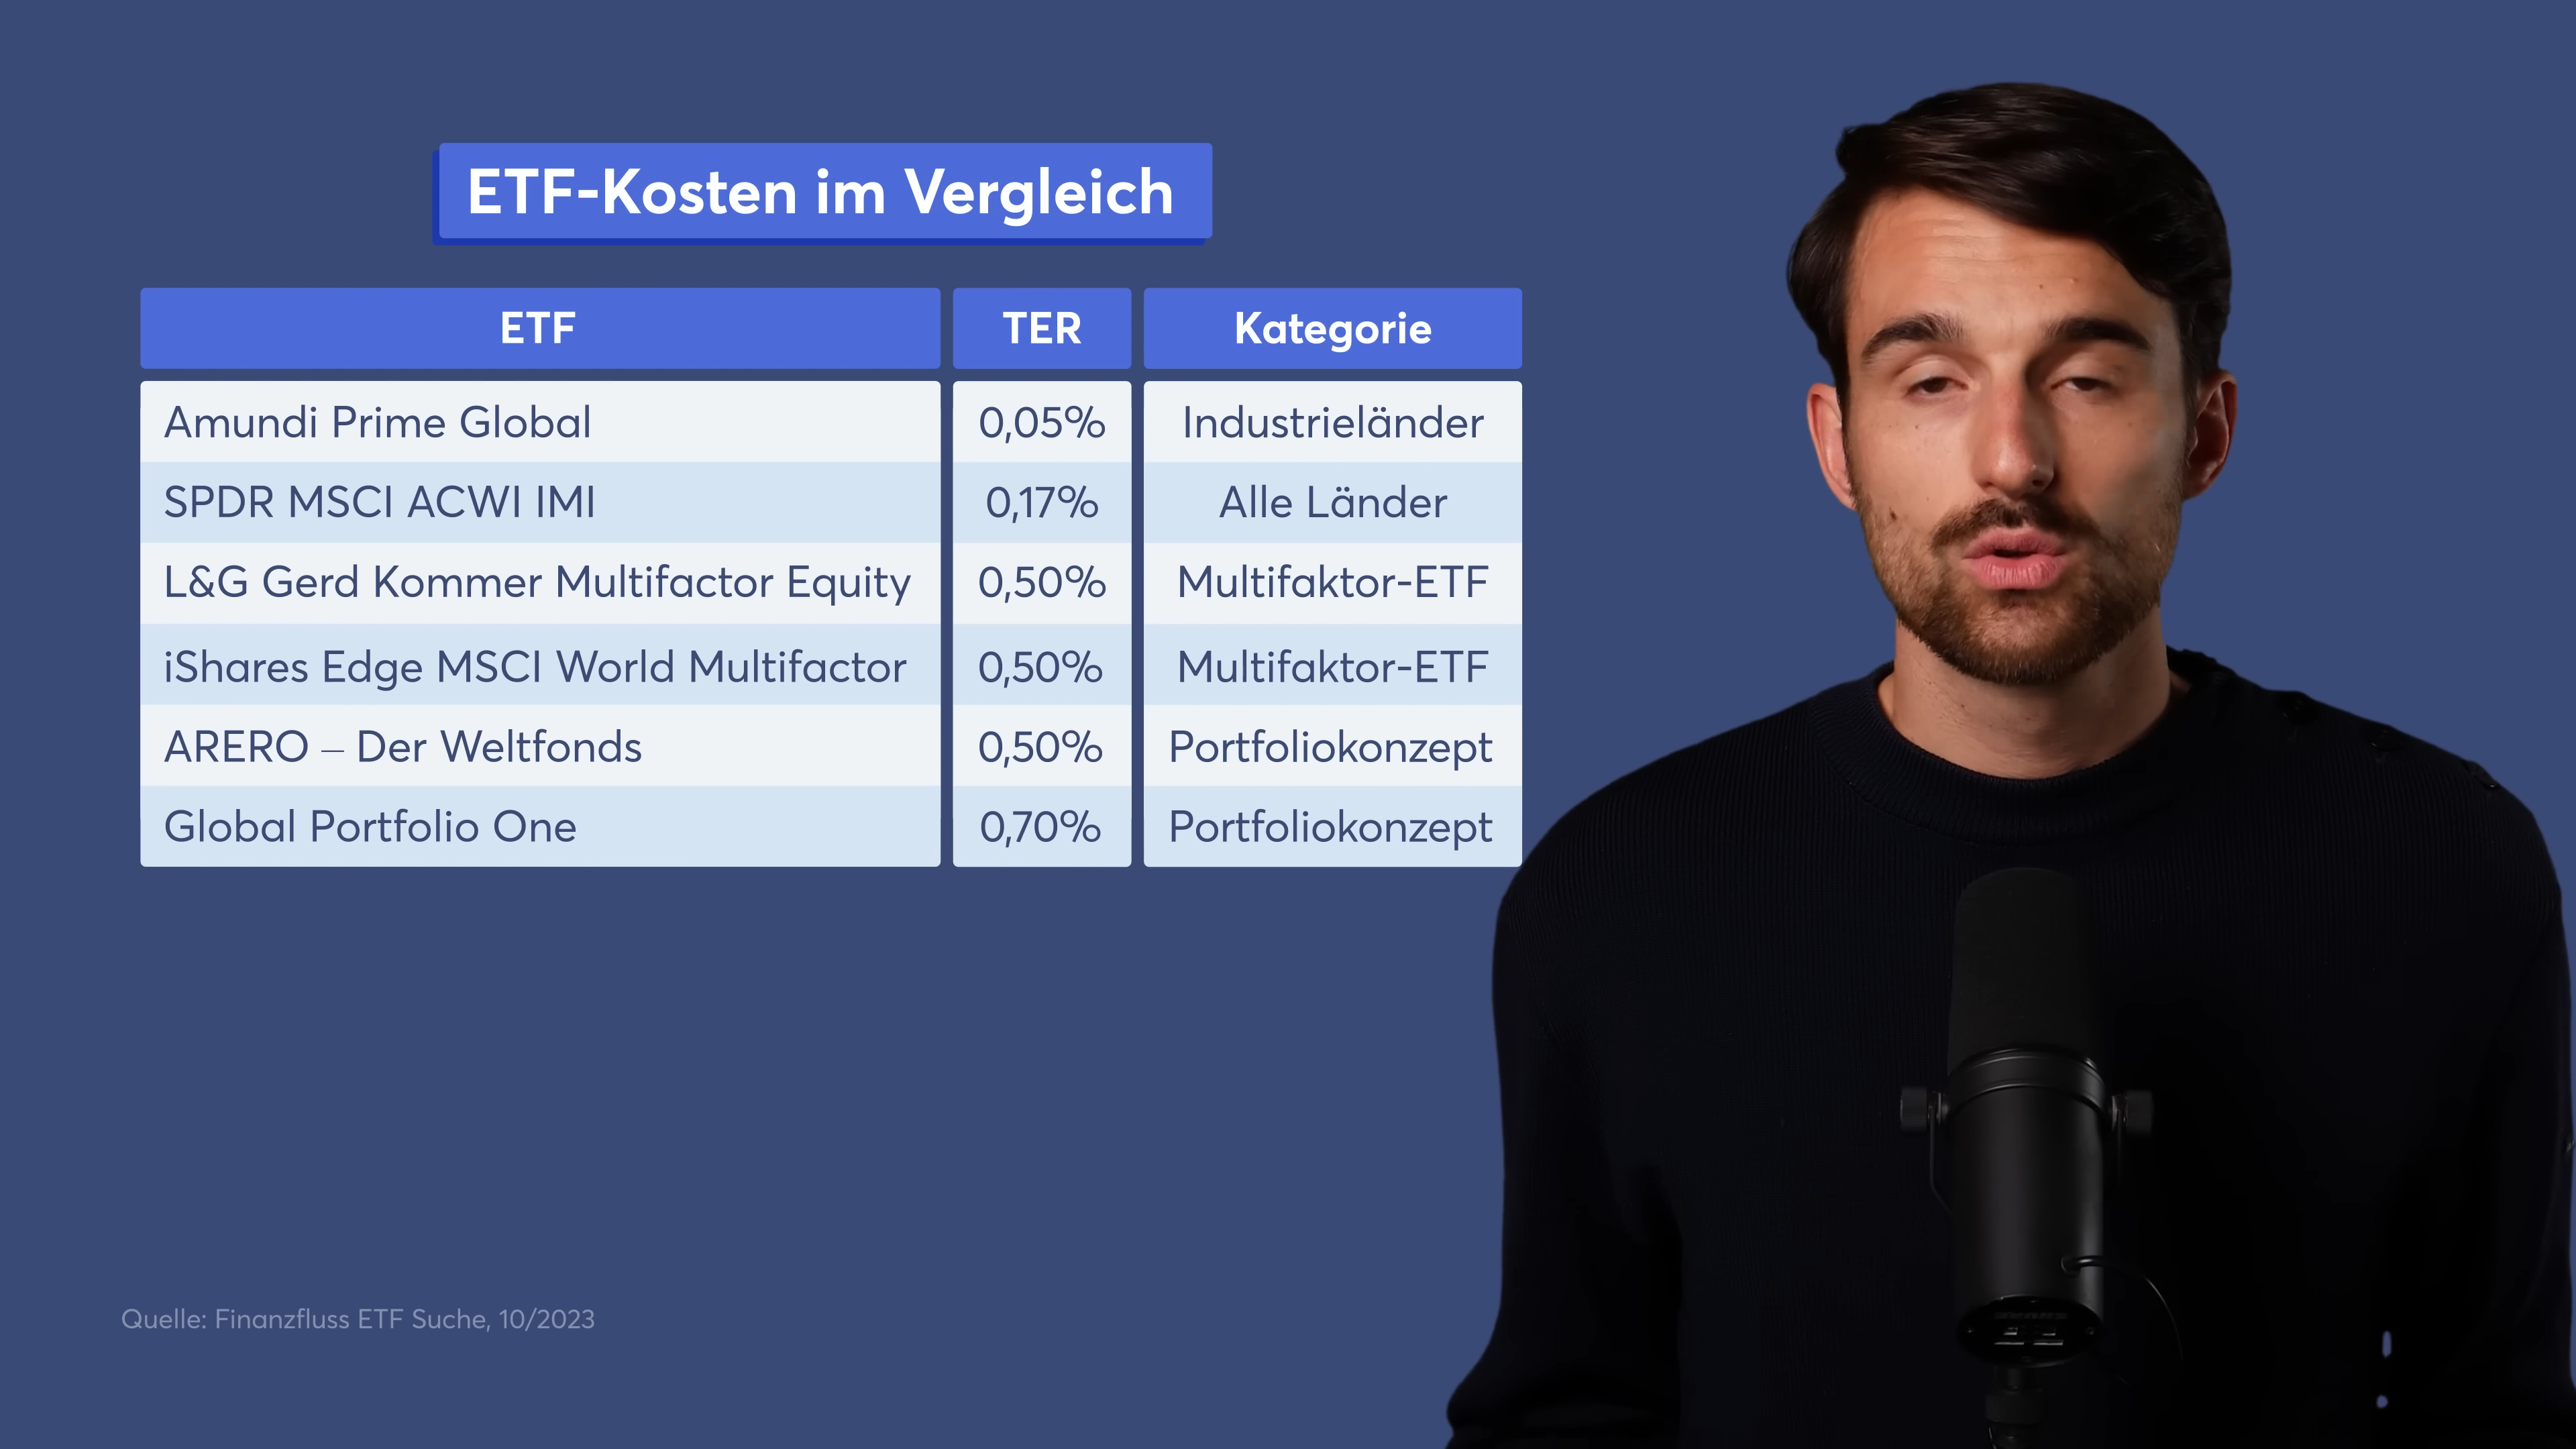 ETF-Kosten im Vergleich
ETF TER Kategorie
Amundi Prime Global 0,05% Industrieländer
SPDR MSCI ACWI IMI 0,17% Alle Länder
L&G Gerd Kommer Multifactor Equity 0,50% Multifaktor-ETF
iShares Edge MSCI World Multifactor 0,50% Multifaktor-ETF
ARERO – Der Weltfonds 0,50% Portfoliokonzept
Global Portfolio One 0,70% Portfoliokonzept
Quelle: Finanzfluss ETF Suche, 10/2023